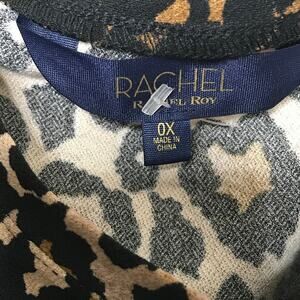 RACHEL
RACHEL ROY
0X
MADE IN
CHINA